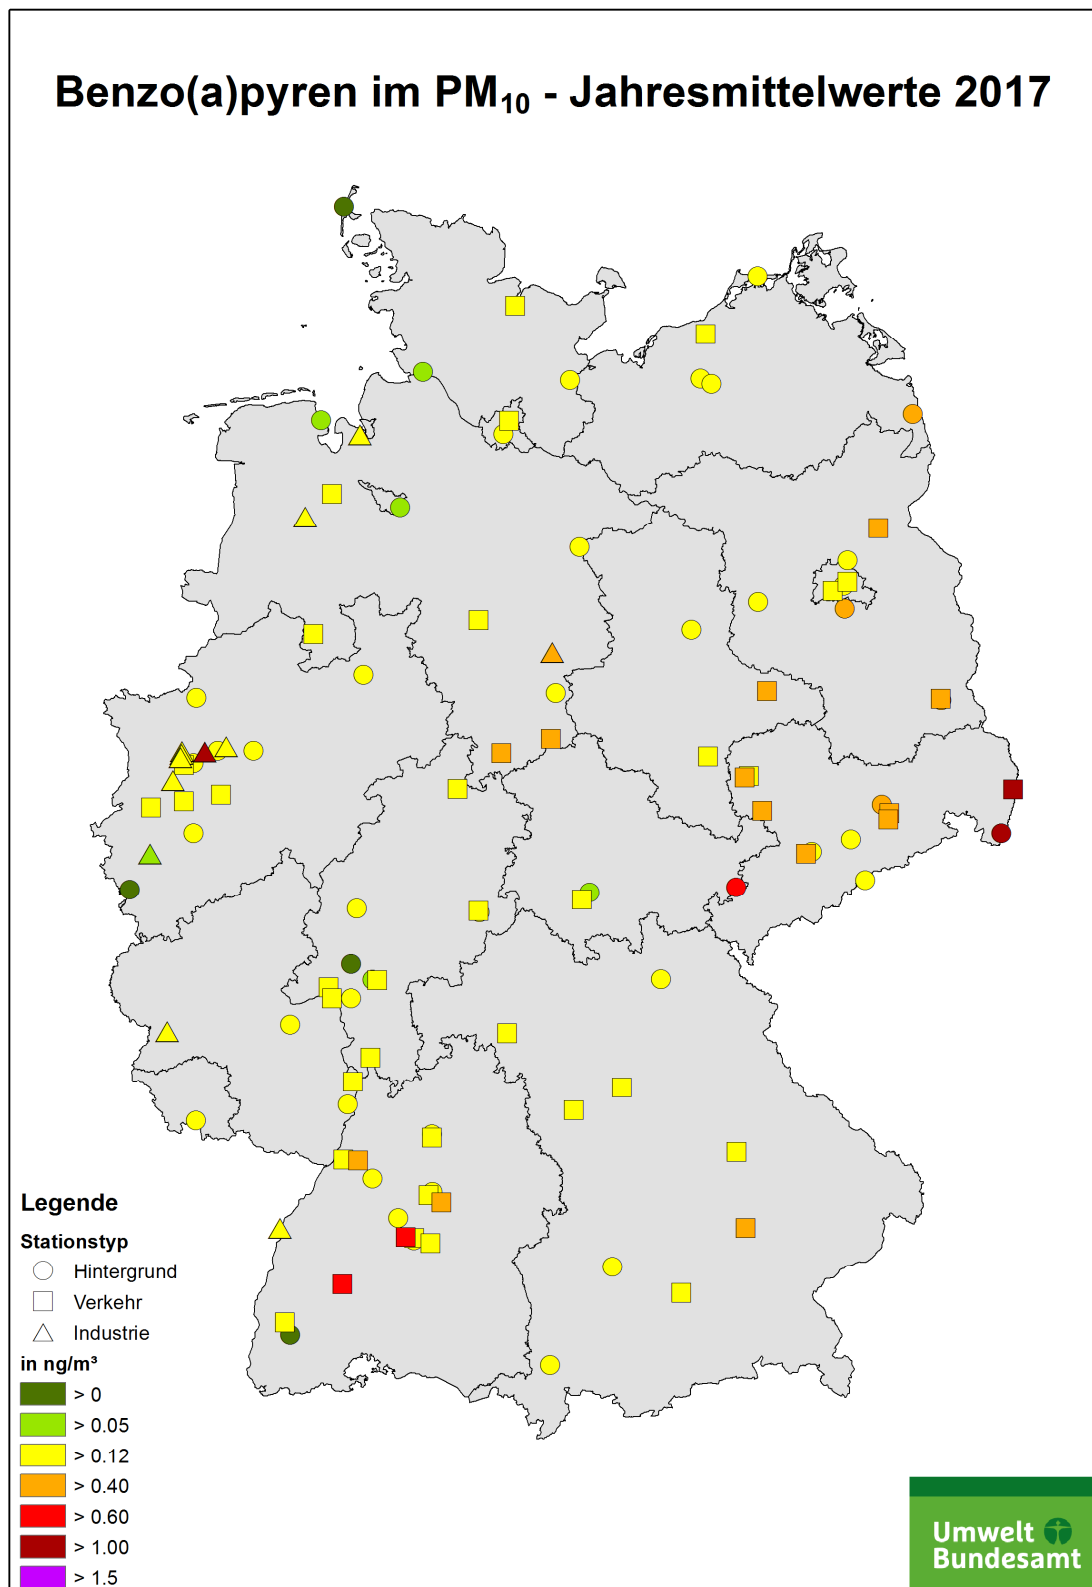 Benzo(a)pyren im PM₁₀ - Jahresmittelwerte 2017
Legende
Stationstyp
Hintergrund
Verkehr
Industrie
in ng/m³
> 0
> 0.05
> 0.12
> 0.40
> 0.60
> 1.00
> 1.5
Umwelt
Bundesamt